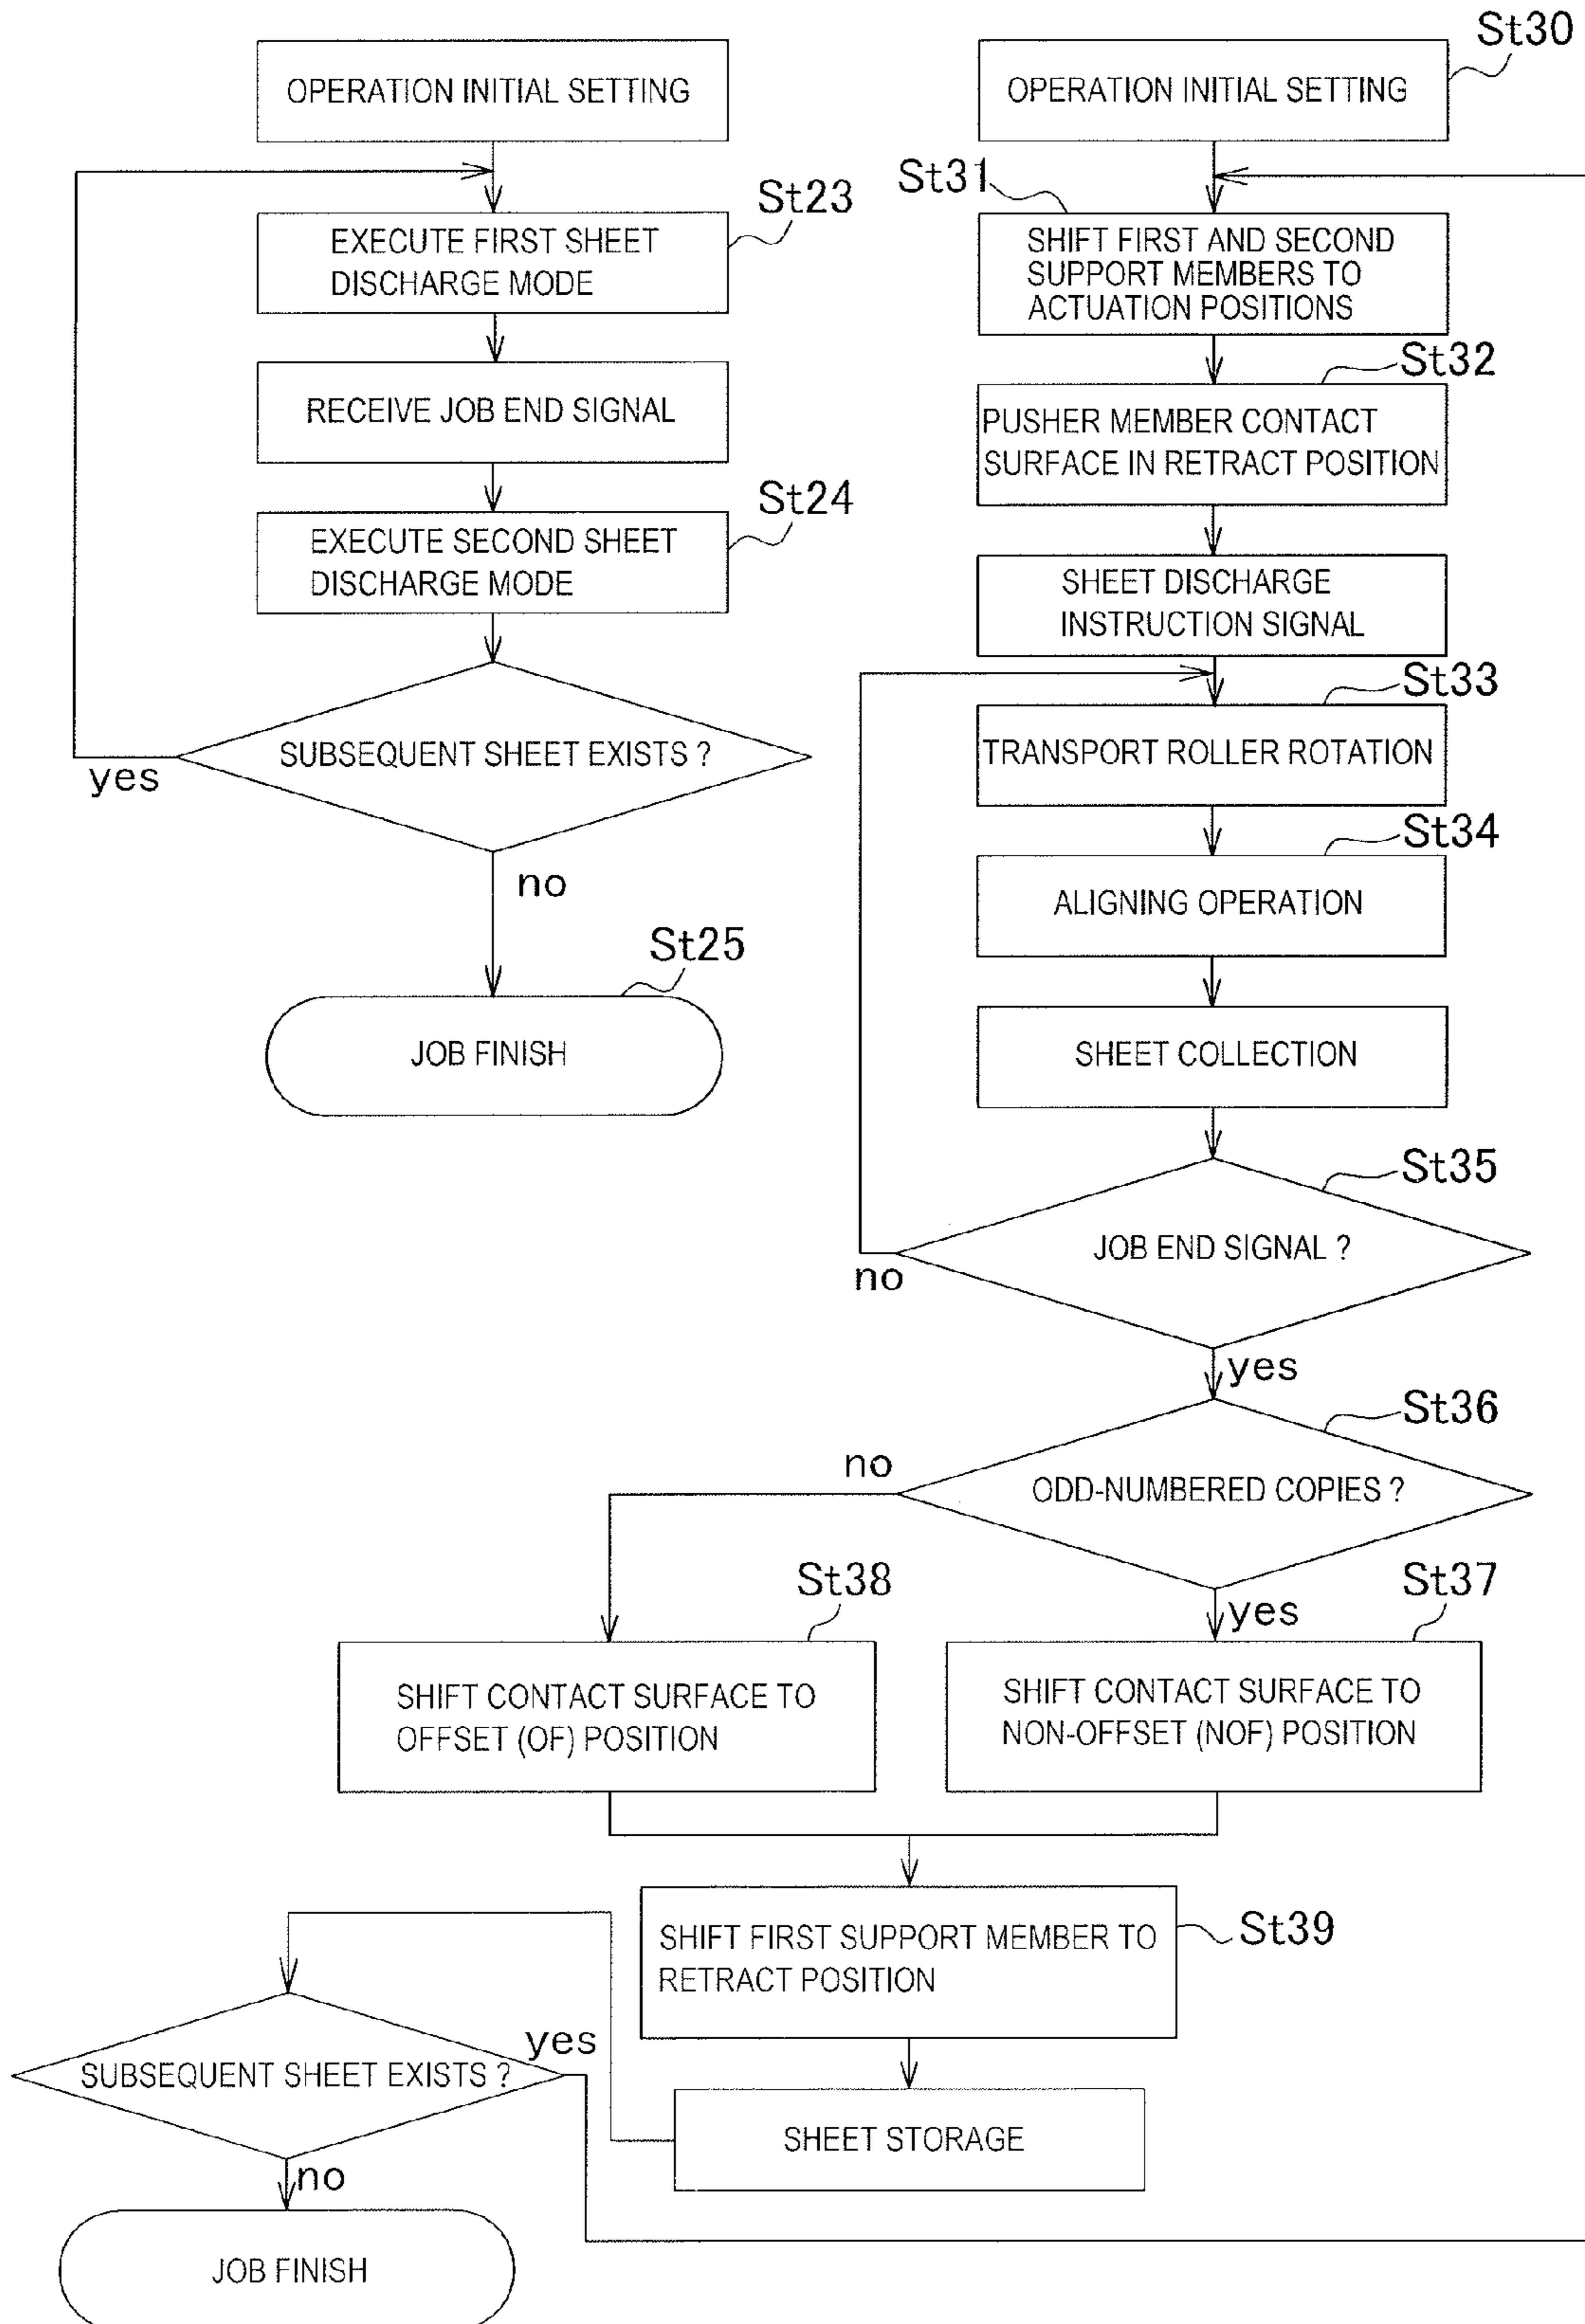 OPERATION INITIAL SETTING
St23
EXECUTE FIRST SHEET
DISCHARGE MODE
RECEIVE JOB END SIGNAL
St24
EXECUTE SECOND SHEET
DISCHARGE MODE
SUBSEQUENT SHEET EXISTS ?
yes
no
St25
JOB FINISH
St30
OPERATION INITIAL SETTING
St31
SHIFT FIRST AND SECOND
SUPPORT MEMBERS TO
ACTUATION POSITIONS
St32
PUSHER MEMBER CONTACT
SURFACE IN RETRACT POSITION
SHEET DISCHARGE
INSTRUCTION SIGNAL
St33
TRANSPORT ROLLER ROTATION
St34
ALIGNING OPERATION
SHEET COLLECTION
St35
JOB END SIGNAL ?
no
yes
St36
ODD-NUMBERED COPIES ?
no
yes
St38
SHIFT CONTACT SURFACE TO
OFFSET (OF) POSITION
St37
SHIFT CONTACT SURFACE TO
NON-OFFSET (NOF) POSITION
St39
SHIFT FIRST SUPPORT MEMBER TO
RETRACT POSITION
SHEET STORAGE
SUBSEQUENT SHEET EXISTS ?
yes
no
JOB FINISH